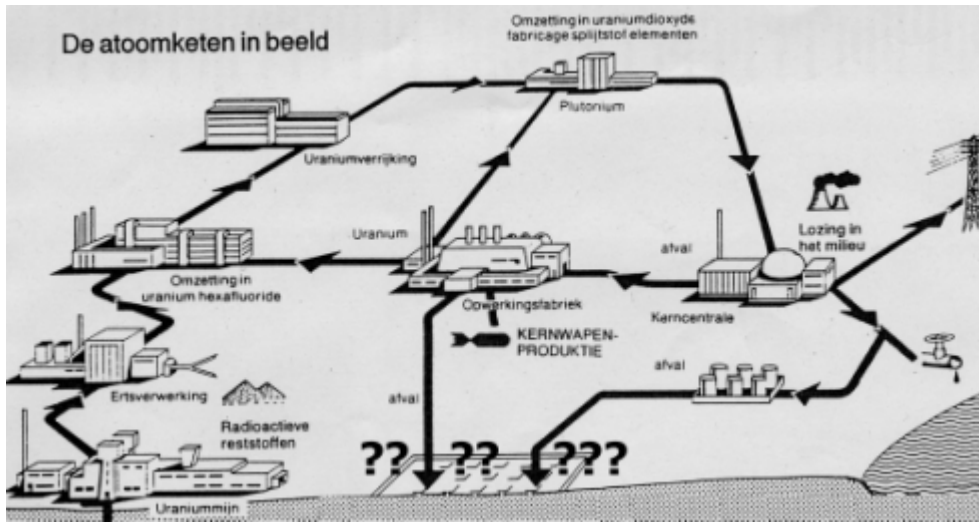 De atoomketen in beeld
Omzetting in uraniumdioxyde
fabricage splijtstof elementen
Plutonium
Uraniumverrijking
Uranium
afval
Lozing in
het milieu
Omzetting in
uranium hexafluoride
Opwerkingsfabriek
Kerncentrale
KERNWAPEN-
PRODUKTIE
afval
Ertsverwerking
afval
Radioactieve
reststoffen
?? ?? ???
Uraniummijn